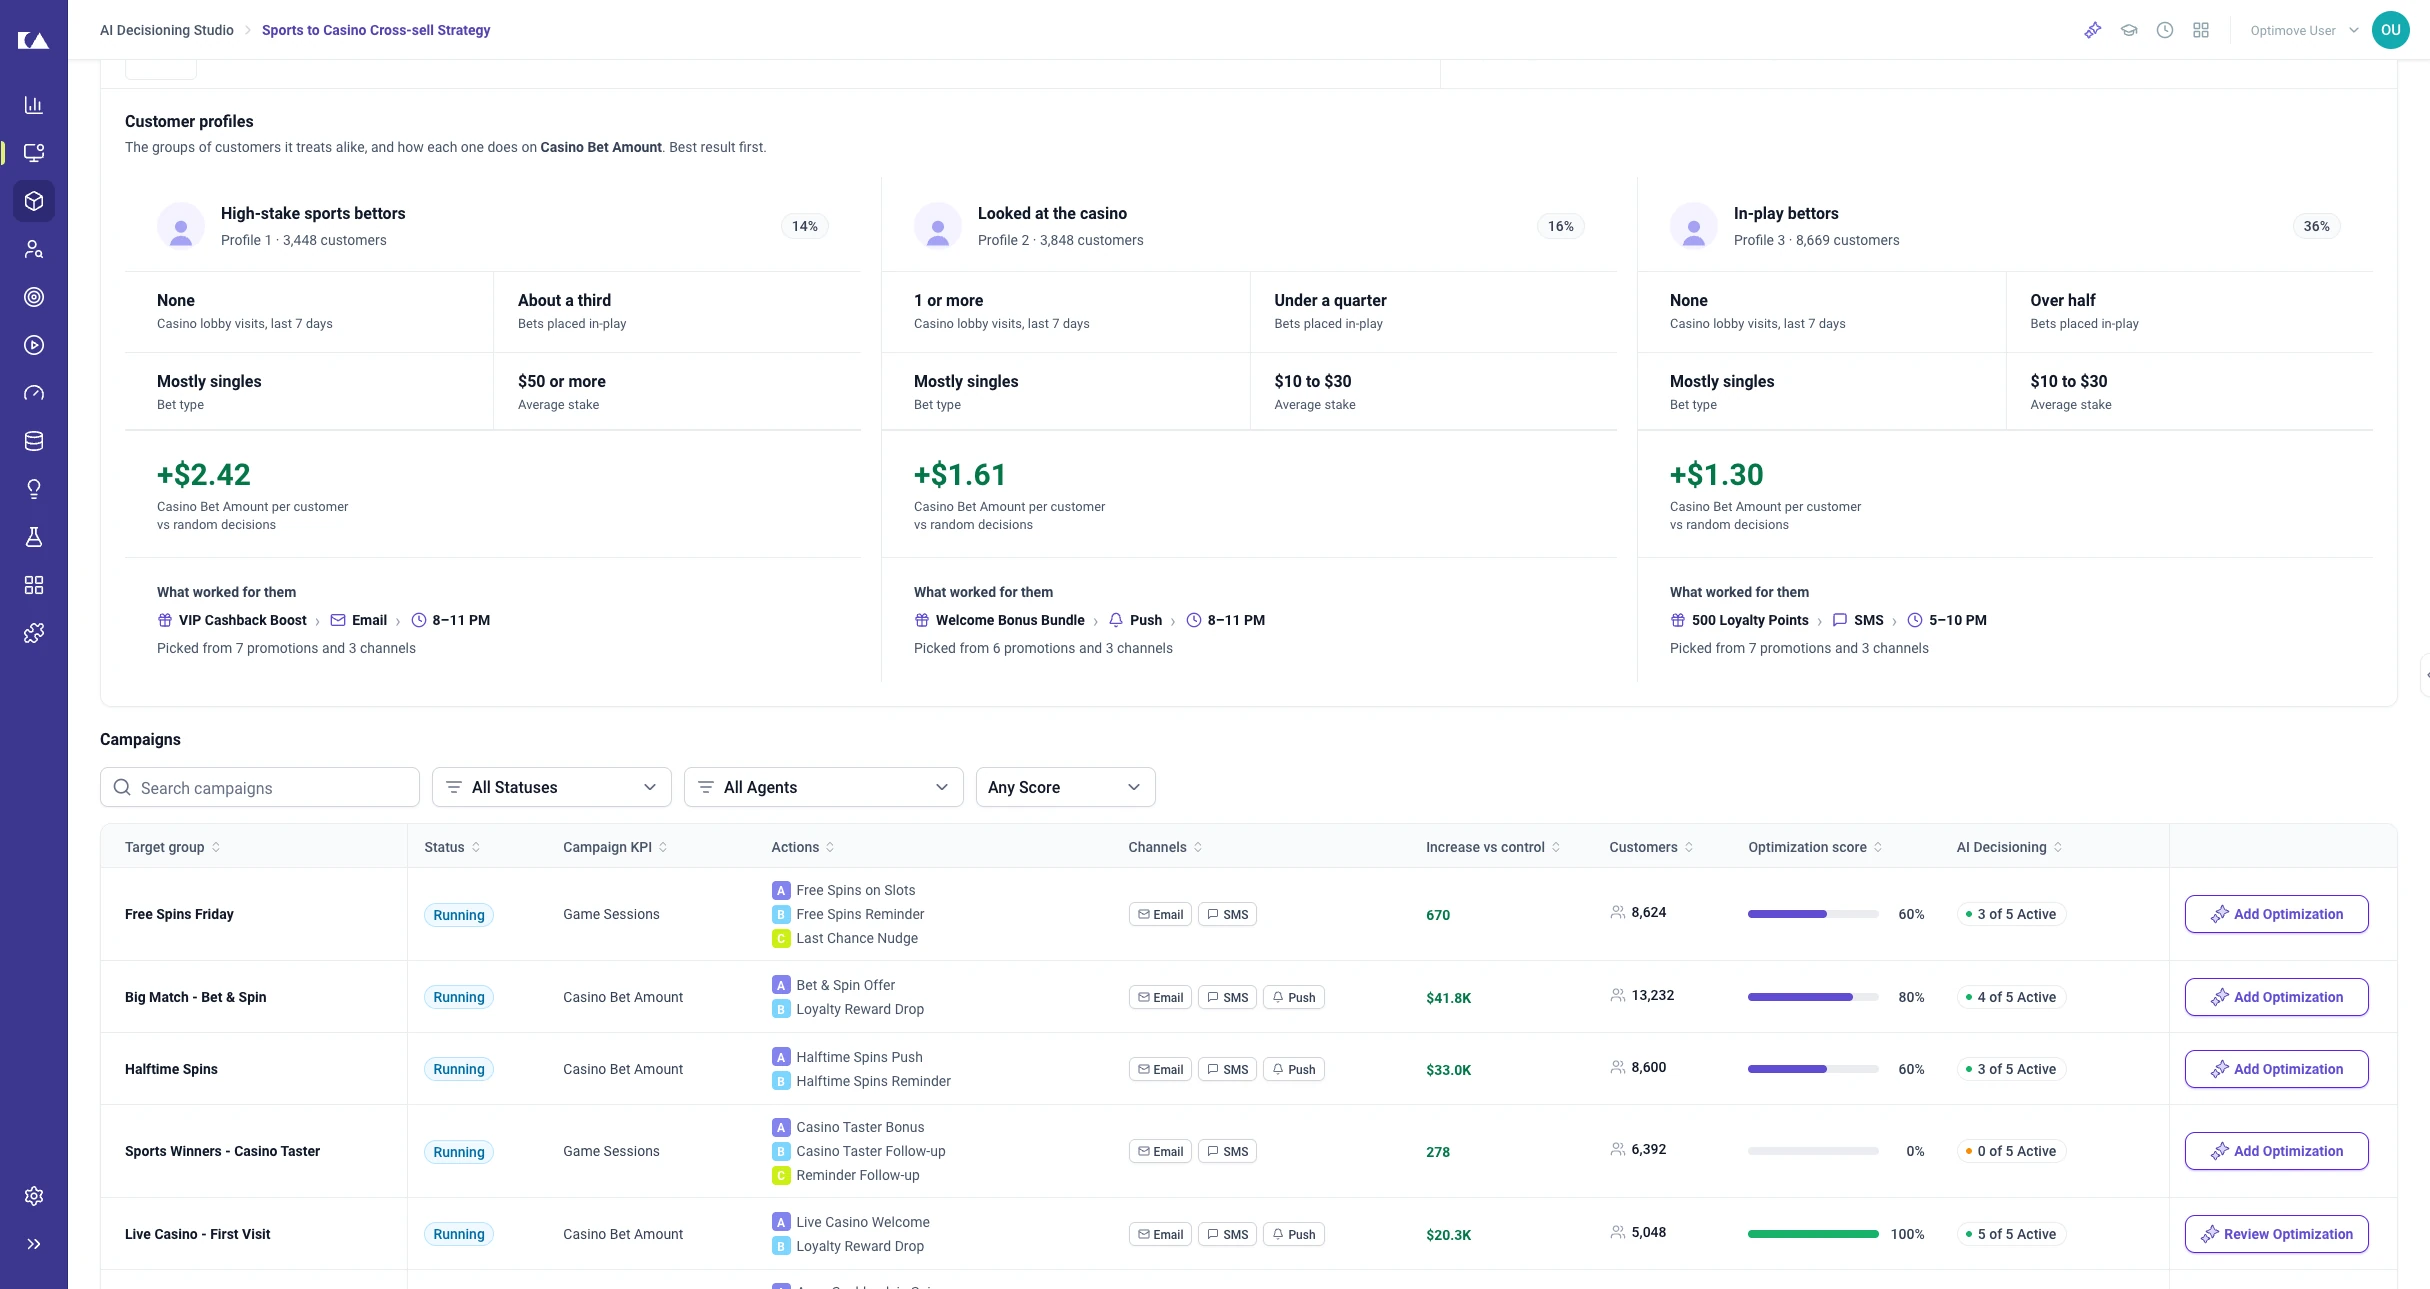 AI Decisioning Studio > Sports to Casino Cross-sell Strategy
Optimove User
OU
Customer profiles
The groups of customers it treats alike, and how each one does on Casino Bet Amount. Best result first.
High-stake sports bettors
Profile 1 · 3,448 customers
14%
None
Casino lobby visits, last 7 days
About a third
Bets placed in-play
Mostly singles
Bet type
$50 or more
Average stake
+$2.42
Casino Bet Amount per customer
vs random decisions
What worked for them
VIP Cashback Boost > Email > 8–11 PM
Picked from 7 promotions and 3 channels
Looked at the casino
Profile 2 · 3,848 customers
16%
1 or more
Casino lobby visits, last 7 days
Under a quarter
Bets placed in-play
Mostly singles
Bet type
$10 to $30
Average stake
+$1.61
Casino Bet Amount per customer
vs random decisions
What worked for them
Welcome Bonus Bundle > Push > 8–11 PM
Picked from 6 promotions and 3 channels
In-play bettors
Profile 3 · 8,669 customers
36%
None
Casino lobby visits, last 7 days
Over half
Bets placed in-play
Mostly singles
Bet type
$10 to $30
Average stake
+$1.30
Casino Bet Amount per customer
vs random decisions
What worked for them
500 Loyalty Points > SMS > 5–10 PM
Picked from 7 promotions and 3 channels
Campaigns
Search campaigns
All Statuses
All Agents
Any Score
Target group Status Campaign KPI Actions Channels Increase vs control Customers Optimization score AI Decisioning
Free Spins Friday
Running
Game Sessions
A Free Spins on Slots
B Free Spins Reminder
C Last Chance Nudge
Email SMS
670
8,624
60%
3 of 5 Active
Add Optimization
Big Match - Bet & Spin
Running
Casino Bet Amount
A Bet & Spin Offer
B Loyalty Reward Drop
Email SMS Push
$41.8K
13,232
80%
4 of 5 Active
Add Optimization
Halftime Spins
Running
Casino Bet Amount
A Halftime Spins Push
B Halftime Spins Reminder
Email SMS Push
$33.0K
8,600
60%
3 of 5 Active
Add Optimization
Sports Winners - Casino Taster
Running
Game Sessions
A Casino Taster Bonus
B Casino Taster Follow-up
C Reminder Follow-up
Email SMS
278
6,392
0%
0 of 5 Active
Add Optimization
Live Casino - First Visit
Running
Casino Bet Amount
A Live Casino Welcome
B Loyalty Reward Drop
Email SMS Push
$20.3K
5,048
100%
5 of 5 Active
Review Optimization